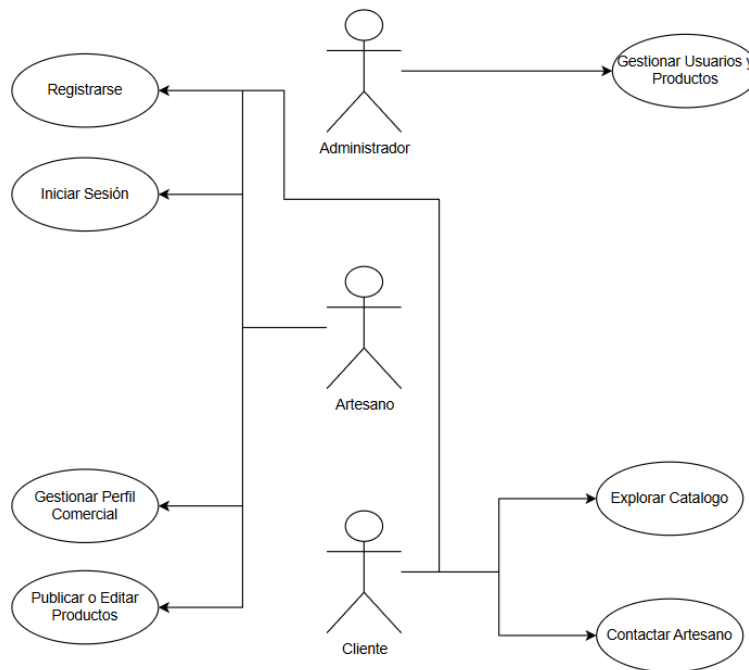 Gestionar Usuarios y
Productos
Registrarse
Administrador
Iniciar Sesión
Artesano
Gestionar Perfil
Comercial
Explorar Catalogo
Publicar o Editar
Productos
Cliente
Contactar Artesano